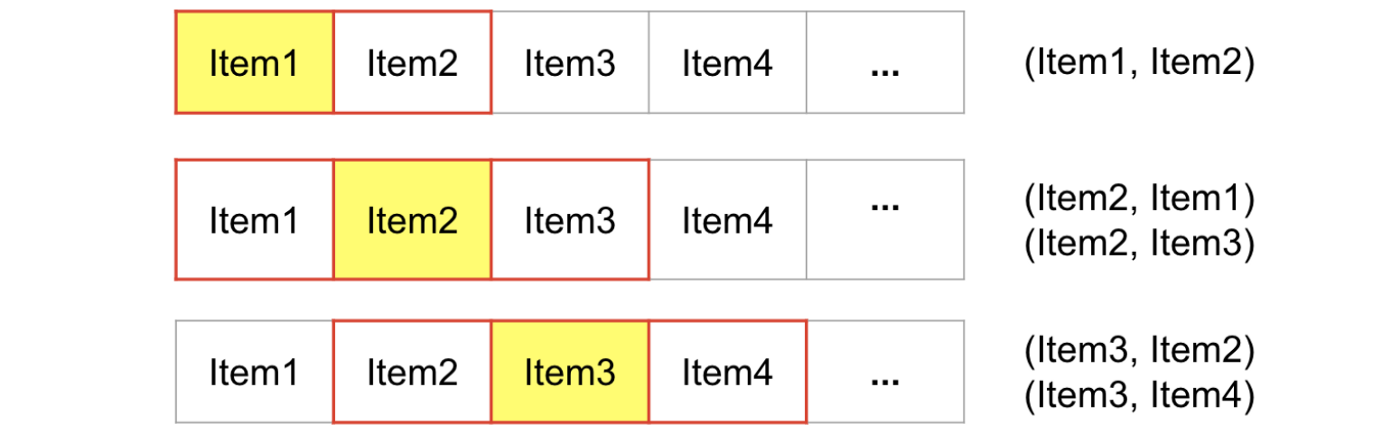 Item1 Item2 Item3 Item4 ... (Item1, Item2)
Item1 Item2 Item3 Item4 ... (Item2, Item1)
(Item2, Item3)
Item1 Item2 Item3 Item4 ... (Item3, Item2)
(Item3, Item4)